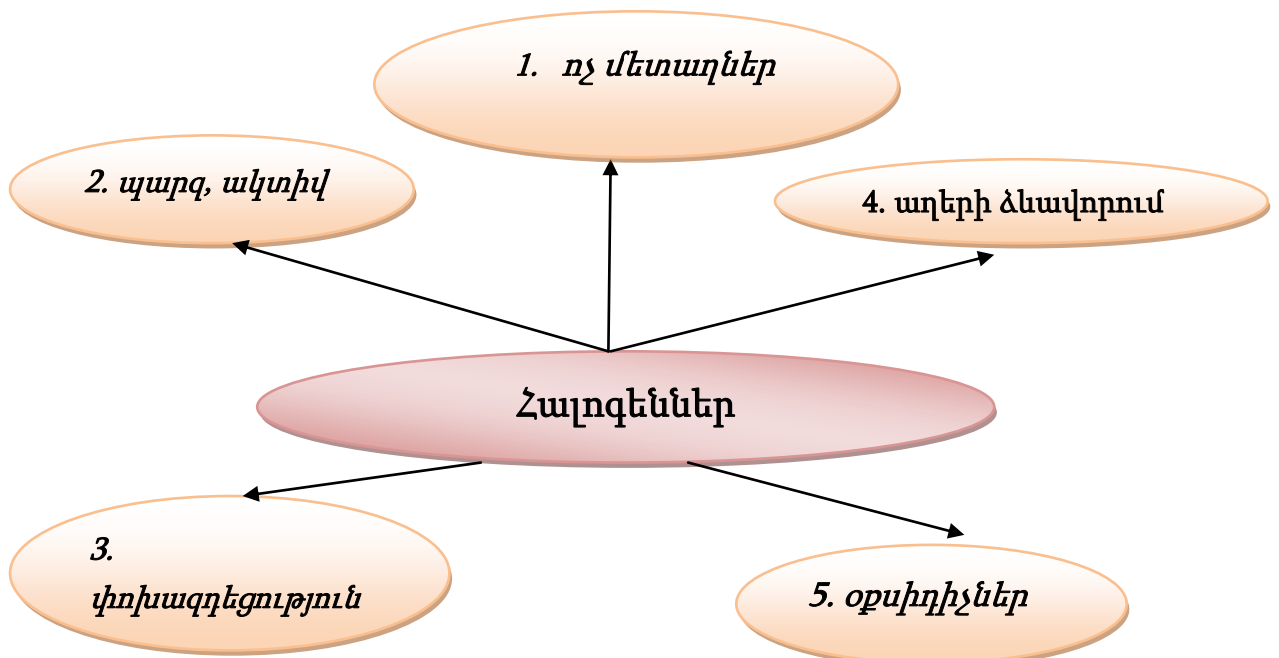 1. ոչ մետաղներ
2. պարզ, ակտիվ
4. աղերի ձևավորում
Հալոգեններ
3.
փոխազդեցություն
5. օքսիդիչներ